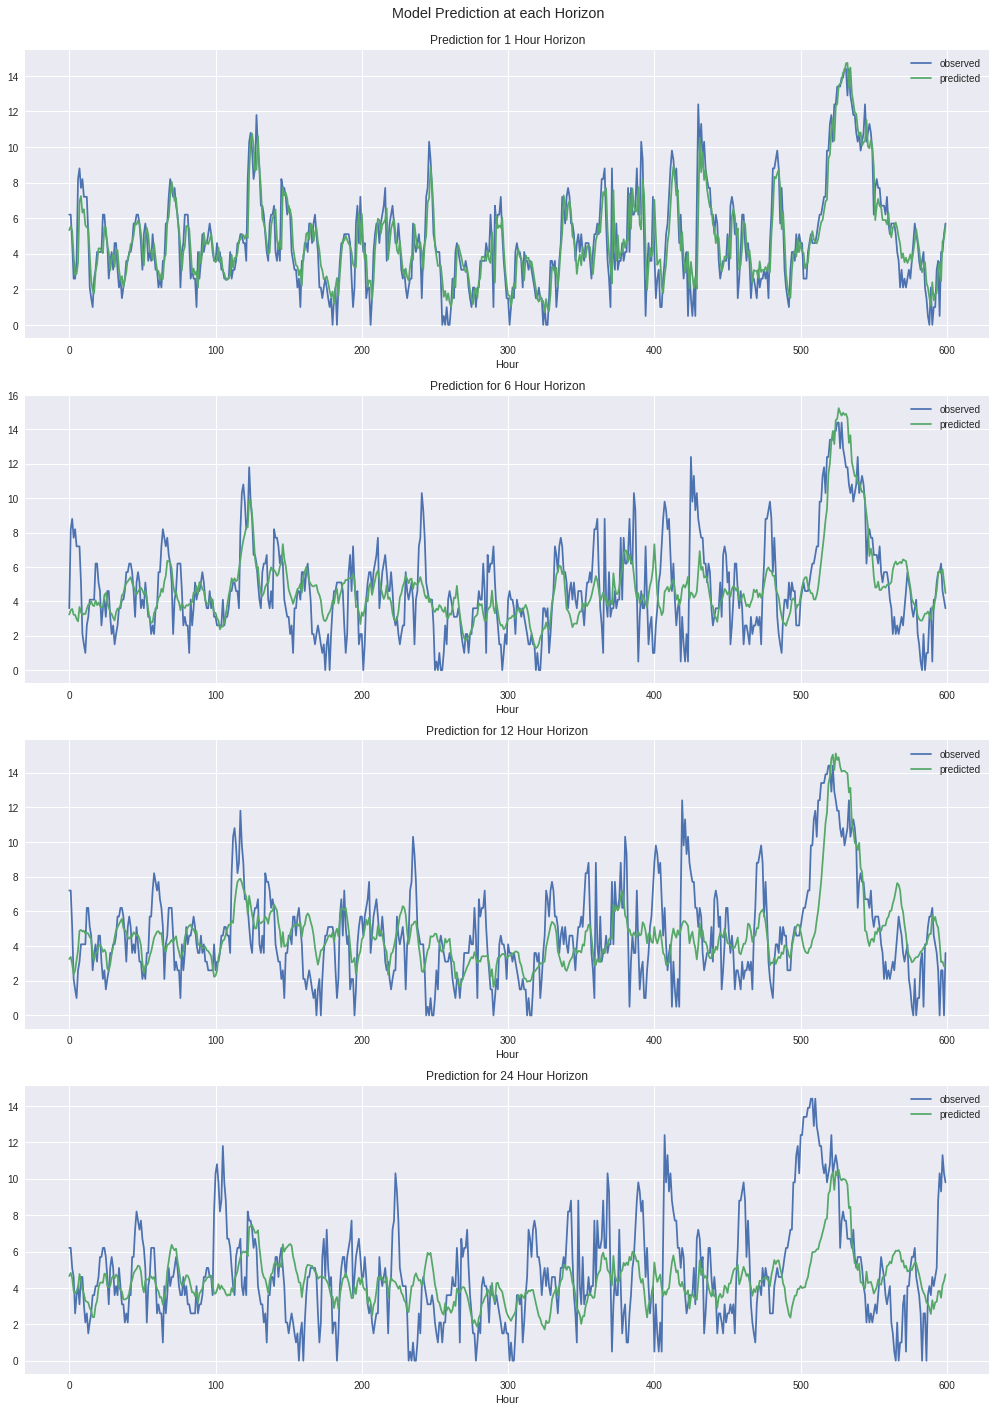 Model Prediction at each Horizon
Prediction for 1 Hour Horizon
observed
predicted
14
12
10
8
6
4
2
0
0 100 200 300 400 500 600
Hour
Prediction for 6 Hour Horizon
observed
predicted
16
14
12
10
8
6
4
2
0
0 100 200 300 400 500 600
Hour
Prediction for 12 Hour Horizon
observed
predicted
14
12
10
8
6
4
2
0
0 100 200 300 400 500 600
Hour
Prediction for 24 Hour Horizon
observed
predicted
14
12
10
8
6
4
2
0
0 100 200 300 400 500 600
Hour